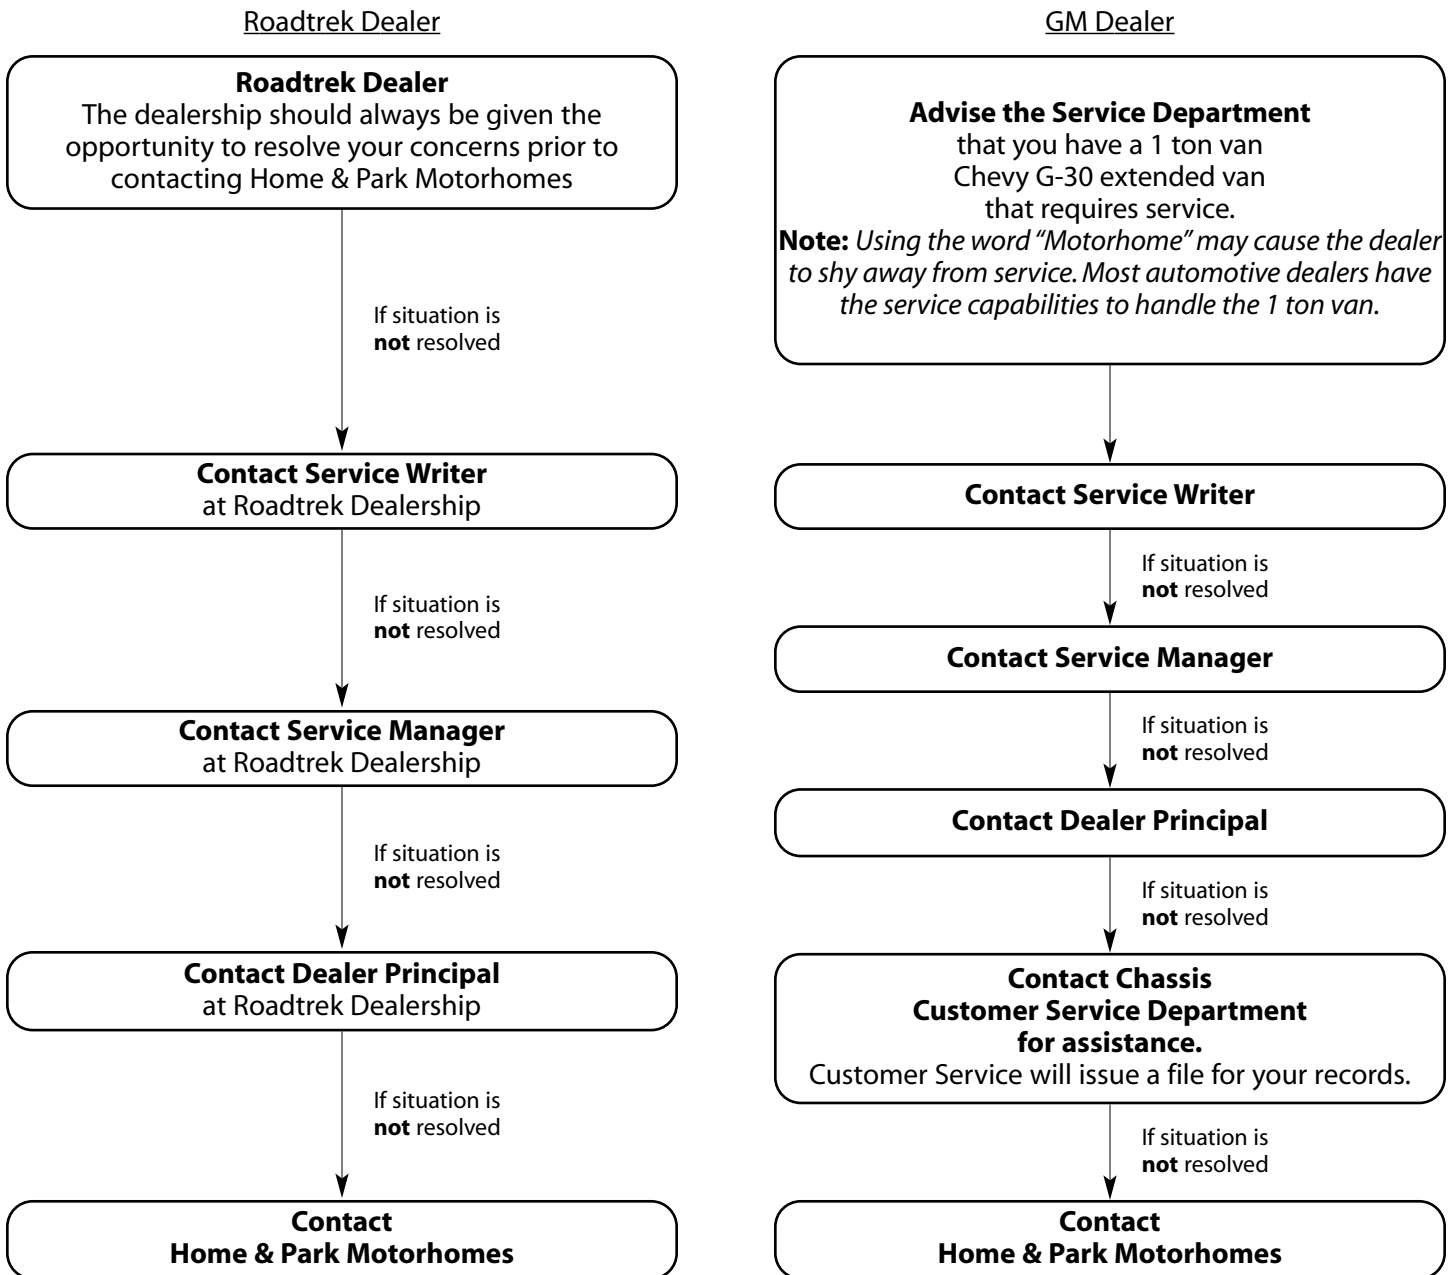 Roadtrek Dealer
Roadtrek Dealer
The dealership should always be given the
opportunity to resolve your concerns prior to
contacting Home & Park Motorhomes
If situation is
not resolved
Contact Service Writer
at Roadtrek Dealership
If situation is
not resolved
Contact Service Manager
at Roadtrek Dealership
If situation is
not resolved
Contact Dealer Principal
at Roadtrek Dealership
If situation is
not resolved
Contact
Home & Park Motorhomes
GM Dealer
Advise the Service Department
that you have a 1 ton van
Chevy G-30 extended van
that requires service.
Note: Using the word “Motorhome” may cause the dealer
to shy away from service. Most automotive dealers have
the service capabilities to handle the 1 ton van.
Contact Service Writer
If situation is
not resolved
Contact Service Manager
If situation is
not resolved
Contact Dealer Principal
If situation is
not resolved
Contact Chassis
Customer Service Department
for assistance.
Customer Service will issue a file for your records.
If situation is
not resolved
Contact
Home & Park Motorhomes